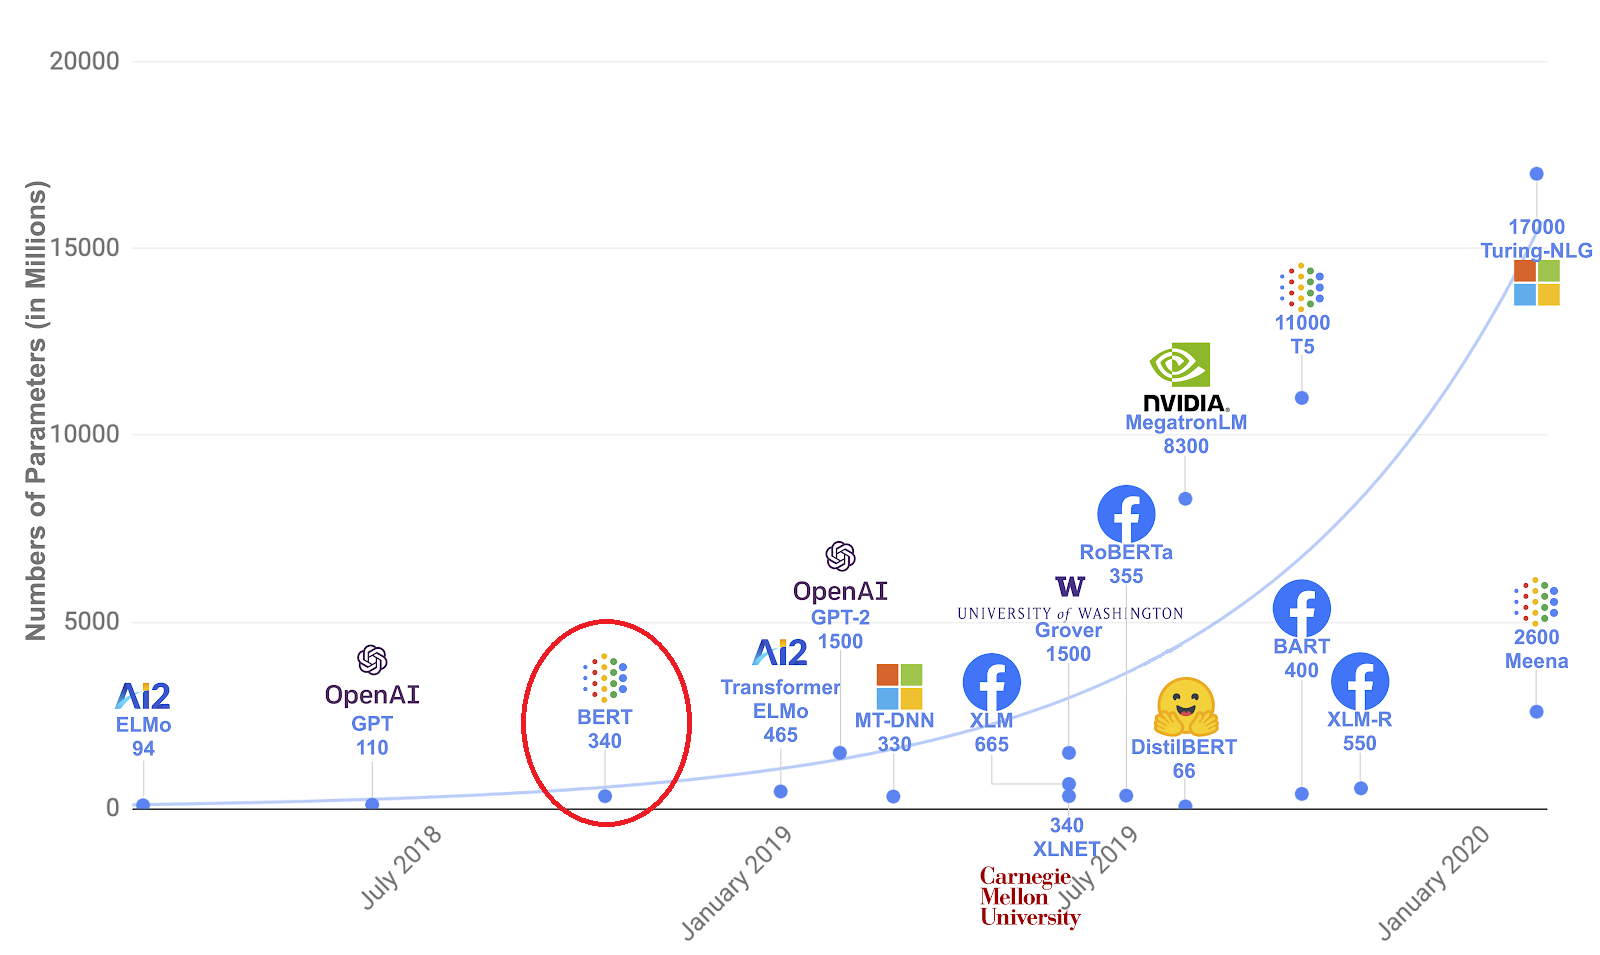 Numbers of Parameters (in Millions)
20000
15000
10000
5000
0
AI2
ELMo
94
OpenAI
GPT
110
BERT
340
AI2
Transformer
ELMo
465
OpenAI
GPT-2
1500
MT-DNN
330
XLM
665
W
UNIVERSITY of WASHINGTON
Grover
1500
340
XLNET
Carnegie
Mellon
University
RoBERTa
355
NVIDIA.
MegatronLM
8300
DistilBERT
66
11000
T5
BART
400
XLM-R
550
17000
Turing-NLG
2600
Meena
July 2018
January 2019
July 2019
January 2020